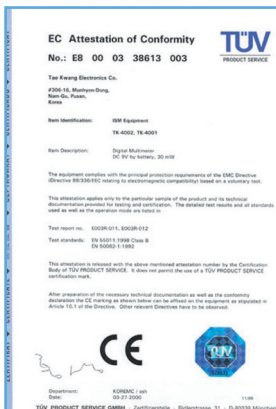 EC Attestation of Conformity
TÜV
PRODUCT SERVICE
No.: E8 00 03 38613 003
Tae Kwang Electronics Co.
#306-16, Munhyon-Dong,
Nam-Gu, Pusan,
Korea
Item Identification: ISM Equipment
TK-4002, TK-4001
Item Description: Digital Multimeter
DC 9V by battery, 30 mW
The equipment complies with the principal protection requirements of the EMC Directive
(Directive 89/336/EEC relating to electromagnetic compatibility) based on a voluntary test.
This attestation applies only to the particular sample of the product and its technical
documentation provided for testing and certification. The detailed test results and all standards
used as well as the operation mode are listed in
Test report no. E003R-011, E003R-012
Test standards: EN 55011:1998 Class B
EN 50082-1:1992
This attestation is released with the above mentioned attestation number by the Certification
Body of TÜV PRODUCT SERVICE. It does not permit the use of a TÜV PRODUCT SERVICE
certification mark.
After preparation of the necessary technical documentation as well as the conformity
declaration the CE marking as shown below can be affixed on the equipment as stipulated in
Article 10.1 of the Directive. Other relevant Directives have to be observed.
CE
TÜV
Department: KOREMC / ssh
Date: 03-27-2000
11/99
TÜV PRODUCT SERVICE GMBH · Zertifizierstelle · Ridlerstrasse 31 · D-80339 München